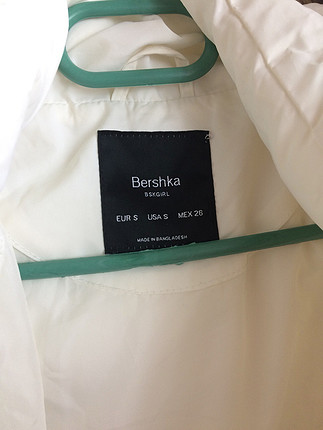 Bershka
BSKGIRL
EUR S USA S MEX 26
MADE IN BANGLADESH